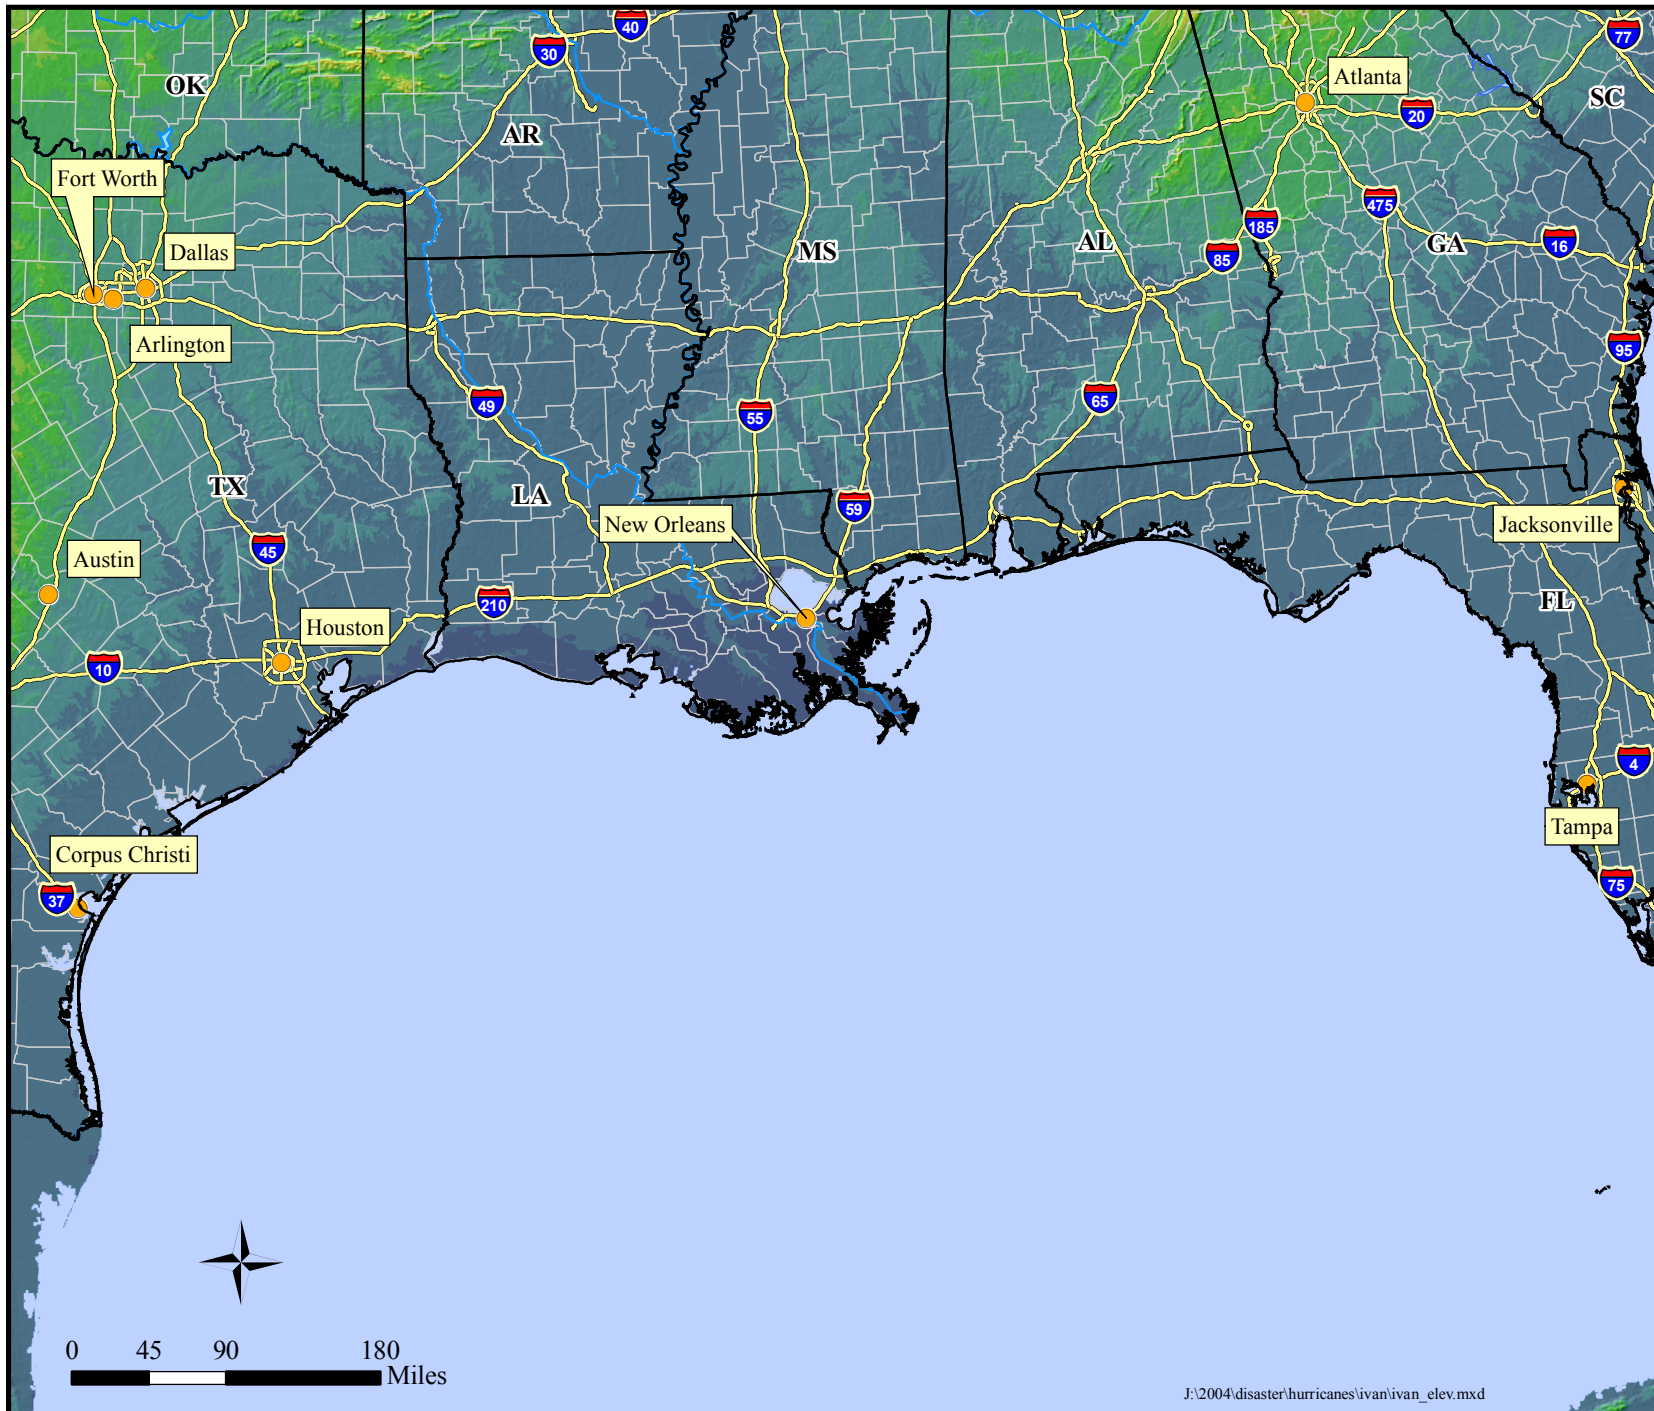 77
40
30
Atlanta
OK
SC
20
AR
Fort Worth
475
185
Dallas
MS
AL
GA
16
85
Arlington
95
65
49
55
TX
LA
59
New Orleans
Jacksonville
45
Austin
210
FL
Houston
10
4
Tampa
Corpus Christi
75
37
0 45 90 180
Miles
J:\2004\disaster\hurricanes\ivan\ivan_elev.mxd